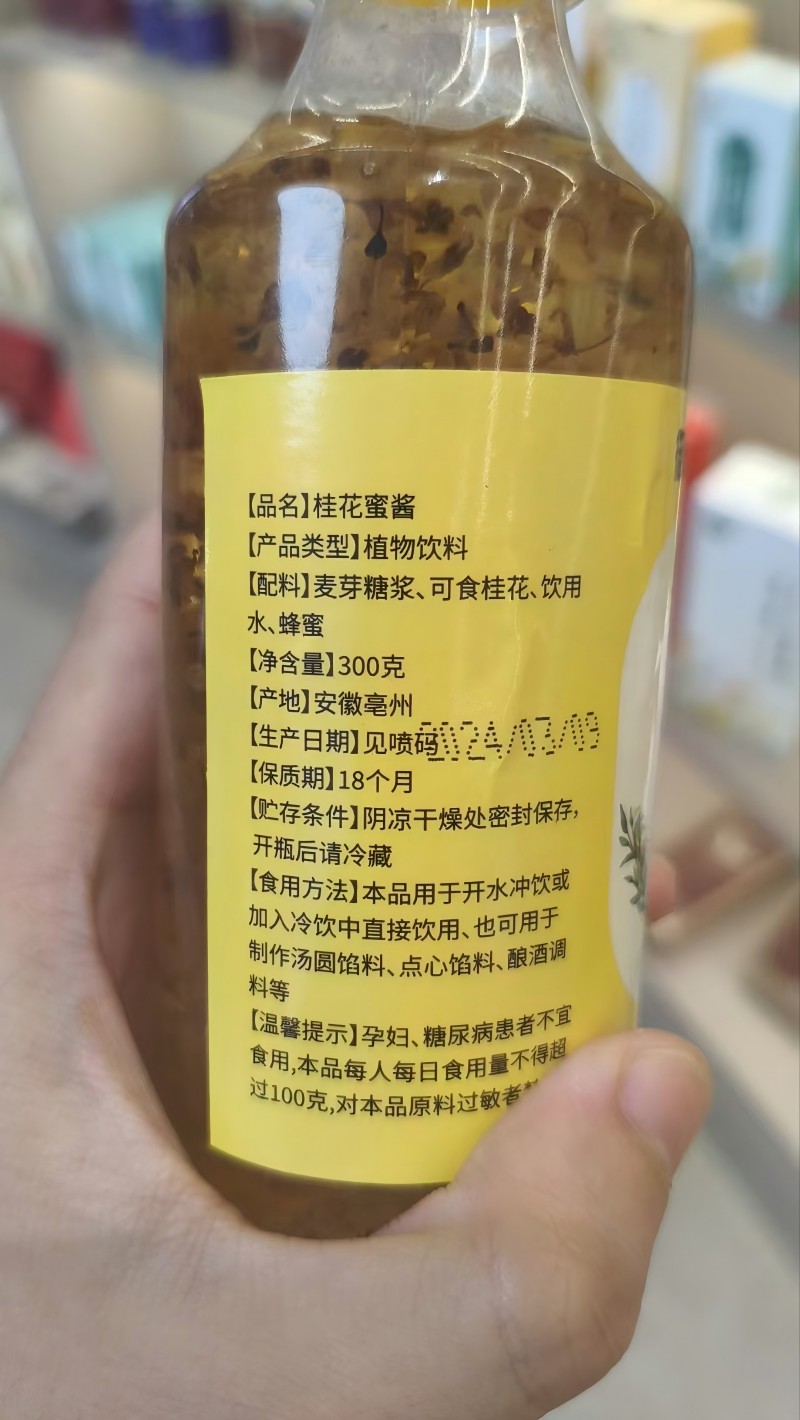 【品名】桂花蜜酱
【产品类型】植物饮料
【配料】麦芽糖浆、可食桂花、饮用
水、蜂蜜
【净含量】300克
【产地】安徽亳州
【生产日期】见喷码2024/03/09
【保质期】18个月
【贮存条件】阴凉干燥处密封保存,
开瓶后请冷藏
【食用方法】本品用于开水冲饮或
加入冷饮中直接饮用、也可用于
制作汤圆馅料、点心馅料、酿酒调
料等
【温馨提示】孕妇、糖尿病患者不宜
食用,本品每人每日食用量不得超
过100克,对本品原料过敏者